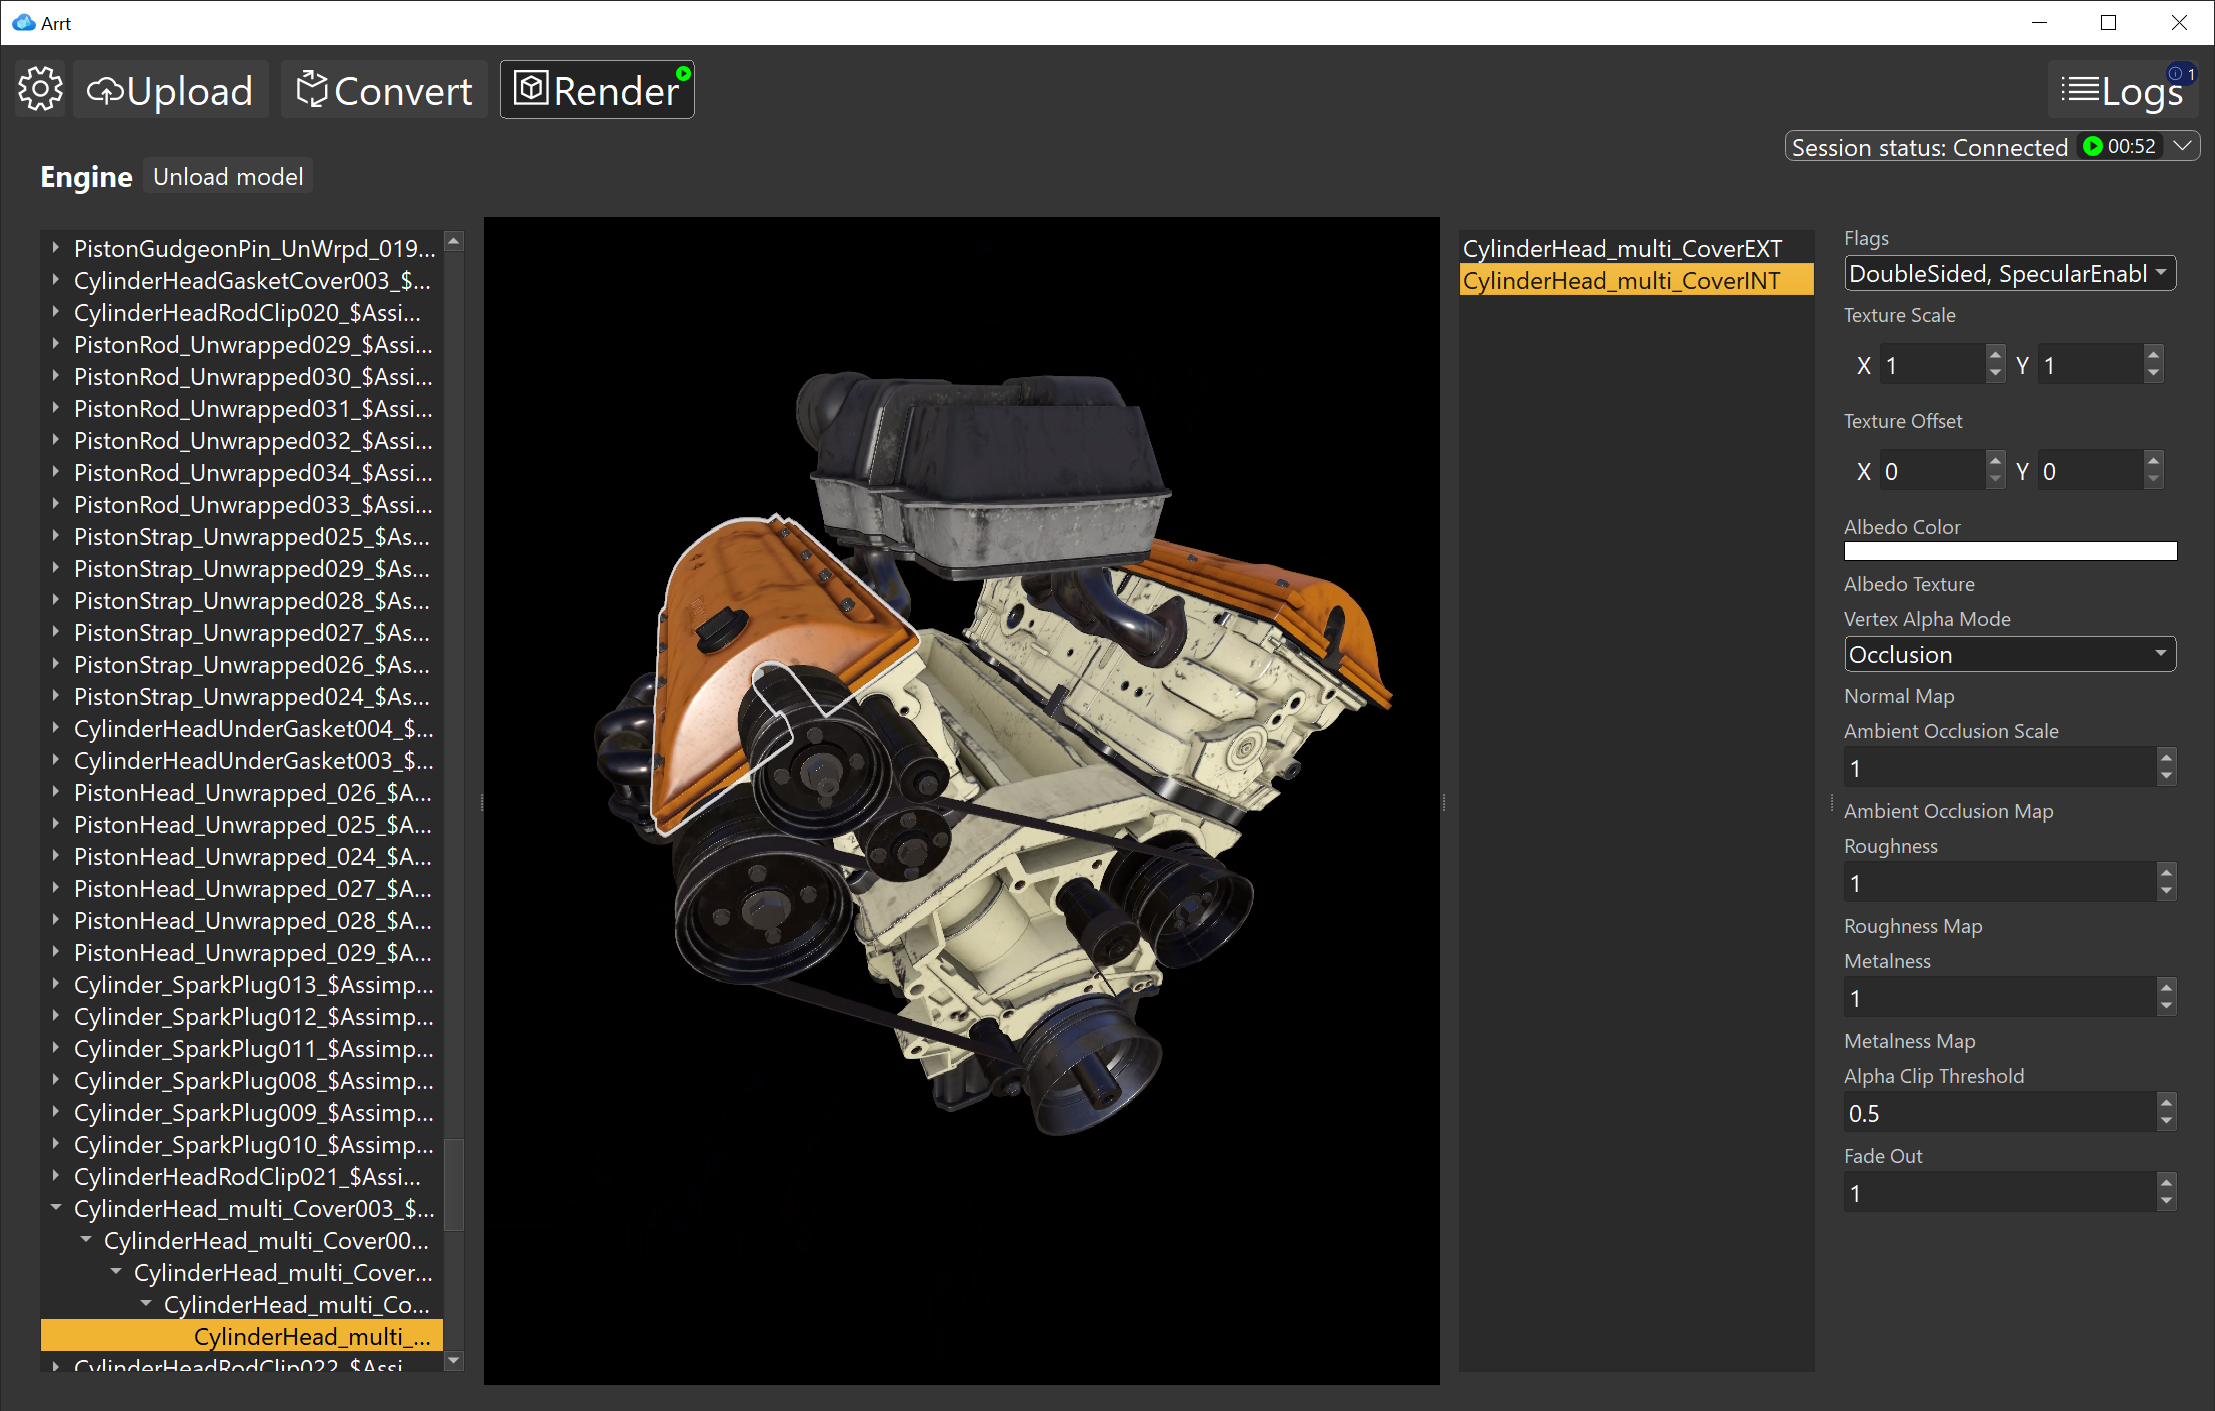 Arrt
Upload
Convert
Render
Logs
1
Session status: Connected 00:52
Engine
Unload model
PistonGudgeonPin_UnWrpd_019...
CylinderHeadGasketCover003_$...
CylinderHeadRodClip020_$Assi...
PistonRod_Unwrapped029_$Assi...
PistonRod_Unwrapped030_$Assi...
PistonRod_Unwrapped031_$Assi...
PistonRod_Unwrapped032_$Assi...
PistonRod_Unwrapped034_$Assi...
PistonRod_Unwrapped033_$Assi...
PistonStrap_Unwrapped025_$As...
PistonStrap_Unwrapped029_$As...
PistonStrap_Unwrapped028_$As...
PistonStrap_Unwrapped027_$As...
PistonStrap_Unwrapped026_$As...
PistonStrap_Unwrapped024_$As...
CylinderHeadUnderGasket004_$...
CylinderHeadUnderGasket003_$...
PistonHead_Unwrapped_026_$A...
PistonHead_Unwrapped_025_$A...
PistonHead_Unwrapped_024_$A...
PistonHead_Unwrapped_027_$A...
PistonHead_Unwrapped_028_$A...
PistonHead_Unwrapped_029_$A...
Cylinder_SparkPlug013_$Assimp...
Cylinder_SparkPlug012_$Assimp...
Cylinder_SparkPlug011_$Assimp...
Cylinder_SparkPlug008_$Assimp...
Cylinder_SparkPlug009_$Assimp...
Cylinder_SparkPlug010_$Assimp...
CylinderHeadRodClip021_$Assi...
CylinderHead_multi_Cover003_$...
CylinderHead_multi_Cover00...
CylinderHead_multi_Cover...
CylinderHead_multi_Co...
CylinderHead_multi_...
CylinderHeadRodClip022_$Assi...
CylinderHead_multi_CoverEXT
CylinderHead_multi_CoverINT
Flags
DoubleSided, SpecularEnabl
Texture Scale
X 1 Y 1
Texture Offset
X 0 Y 0
Albedo Color
Albedo Texture
Vertex Alpha Mode
Occlusion
Normal Map
Ambient Occlusion Scale
1
Ambient Occlusion Map
Roughness
1
Roughness Map
Metalness
1
Metalness Map
Alpha Clip Threshold
0.5
Fade Out
1